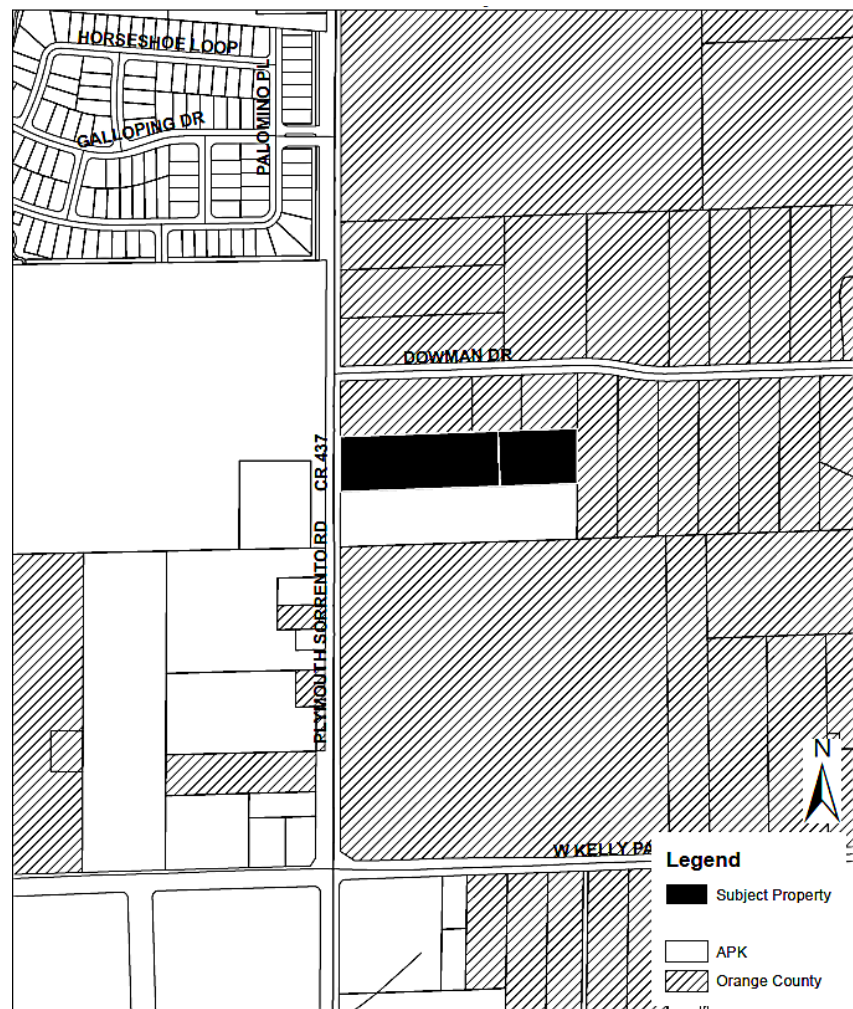 HORSESHOE LOOP
PALOMINO PL
GALLOPING DR
DOWMAN DR
CR 437
PLYMOUTH SORRENTO RD
N
W KELLY PA
Legend
Subject Property
APK
Orange County